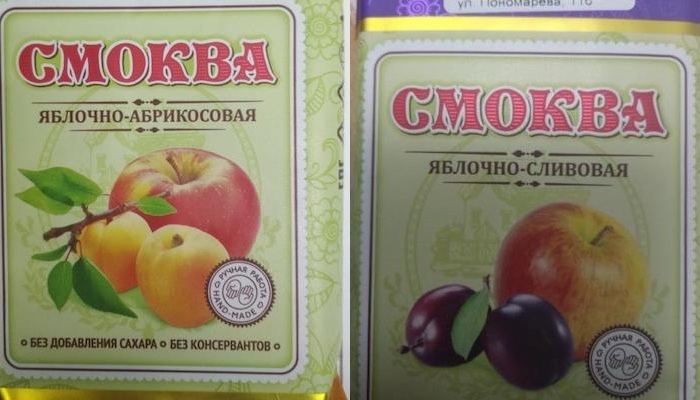 СМОКВА
ЯБЛОЧНО-АБРИКОСОВАЯ
РУЧНАЯ РАБОТА
HAND-MADE
БЕЗ ДОБАВЛЕНИЯ САХАРА БЕЗ КОНСЕРВАНТОВ
ул. Пономарева, 116
СМОКВА
ЯБЛОЧНО-СЛИВОВАЯ
РУЧНАЯ РАБОТА
HAND-MADE